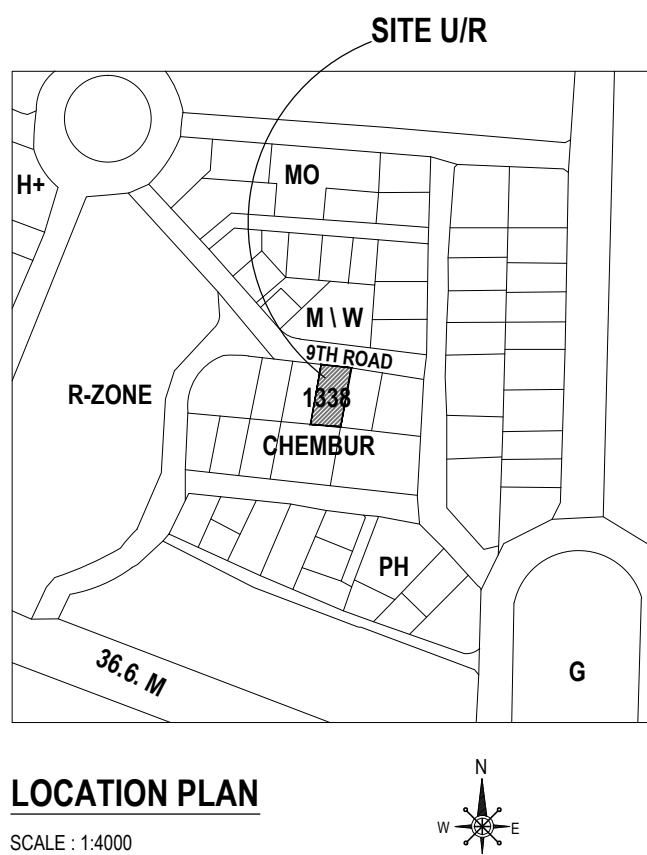 SITE U/R
H+
MO
M \ W
9TH ROAD
R-ZONE
1338
CHEMBUR
PH
36.6. M
G
LOCATION PLAN
SCALE : 1:4000
N
W E